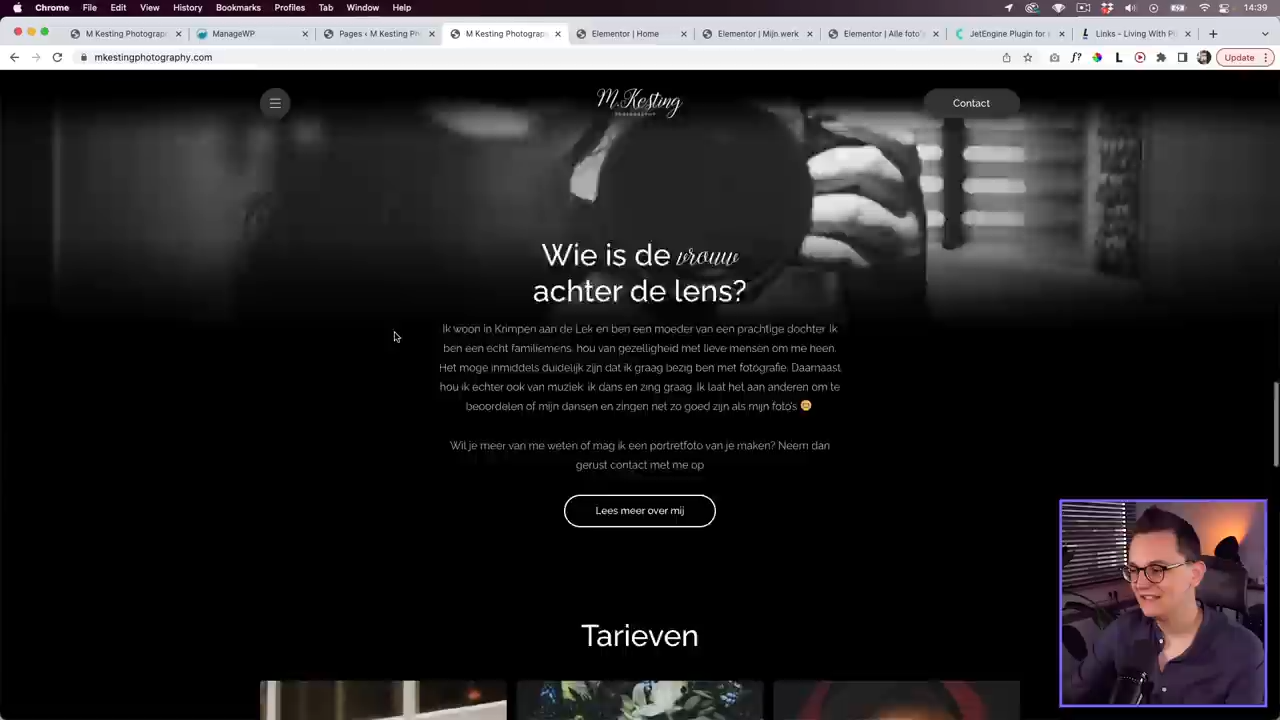 Chrome File Edit View History Bookmarks Profiles Tab Window Help 14:39
M Kesting Photograp ManageWP Pages ‹ M Kesting Ph M Kesting Photograp Elementor | Home Elementor | Mijn werk Elementor | Alle foto's JetEngine Plugin for Links - Living With Pi
mkestingphotography.com Update
M.Kesting Contact
Wie is de vrouw
achter de lens?
Ik woon in Krimpen aan de Lek en ben een moeder van een prachtige dochter. Ik
ben een echt familiemens, hou van gezelligheid met lieve mensen om me heen.
Het moge inmiddels duidelijk zijn dat ik graag bezig ben met fotografie. Daarnaast
hou ik echter ook van muziek, ik dans en zing graag. Ik laat het aan anderen om te
beoordelen of mijn dansen en zingen net zo goed zijn als mijn foto's 😊
Wil je meer van me weten of mag ik een portretfoto van je maken? Neem dan
gerust contact met me op
Lees meer over mij
Tarieven